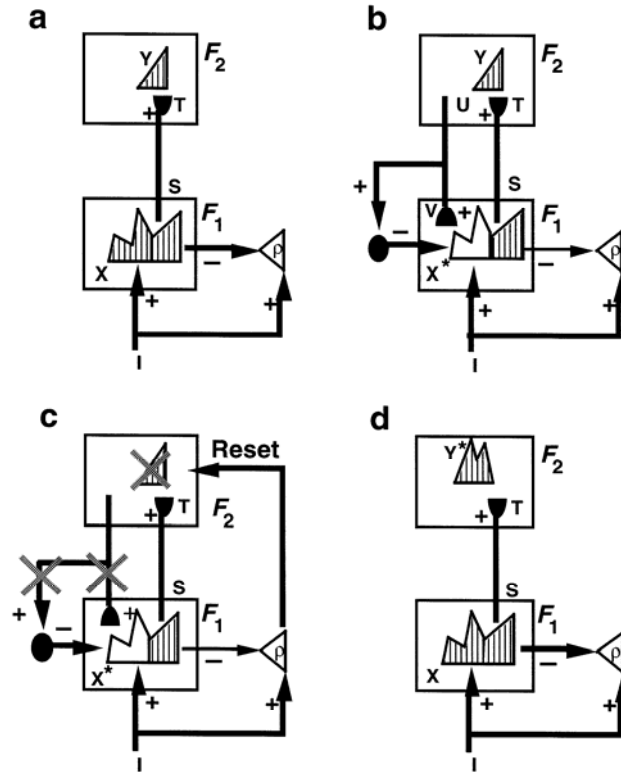 a
Y
F2
+
T
S
F1
X
−
ρ
+
+
I
b
Y
F2
U
+
T
+
S
V
+
F1
−
X*
−
ρ
+
+
I
c
Reset
+
T
F2
S
+
+
F1
−
X*
−
ρ
+
+
I
d
Y*
F2
+
T
S
F1
X
−
ρ
+
+
I